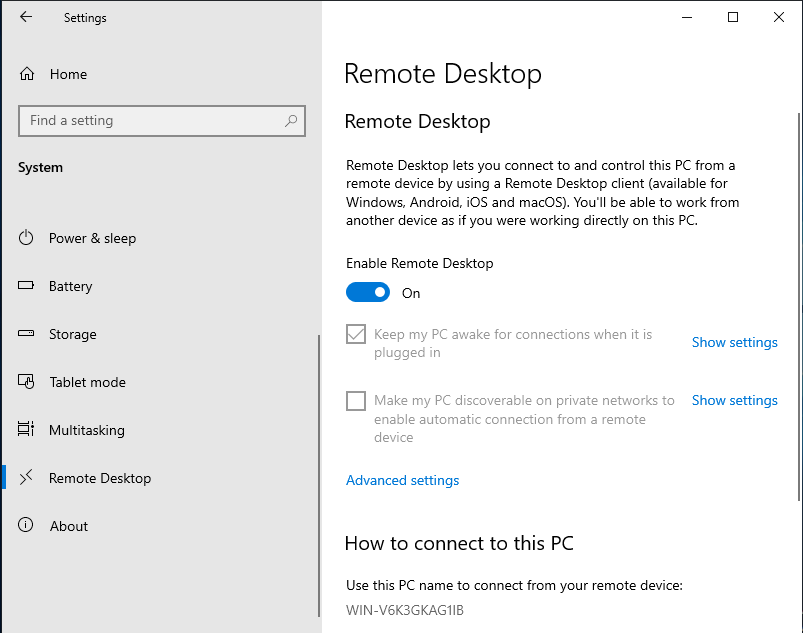 Settings
Home
Find a setting
System
Power & sleep
Battery
Storage
Tablet mode
Multitasking
Remote Desktop
About
Remote Desktop
Remote Desktop
Remote Desktop lets you connect to and control this PC from a
remote device by using a Remote Desktop client (available for
Windows, Android, iOS and macOS). You'll be able to work from
another device as if you were working directly on this PC.
Enable Remote Desktop
On
Keep my PC awake for connections when it is
plugged in
Show settings
Make my PC discoverable on private networks to
enable automatic connection from a remote
device
Show settings
Advanced settings
How to connect to this PC
Use this PC name to connect from your remote device:
WIN-V6K3GKAG1IB